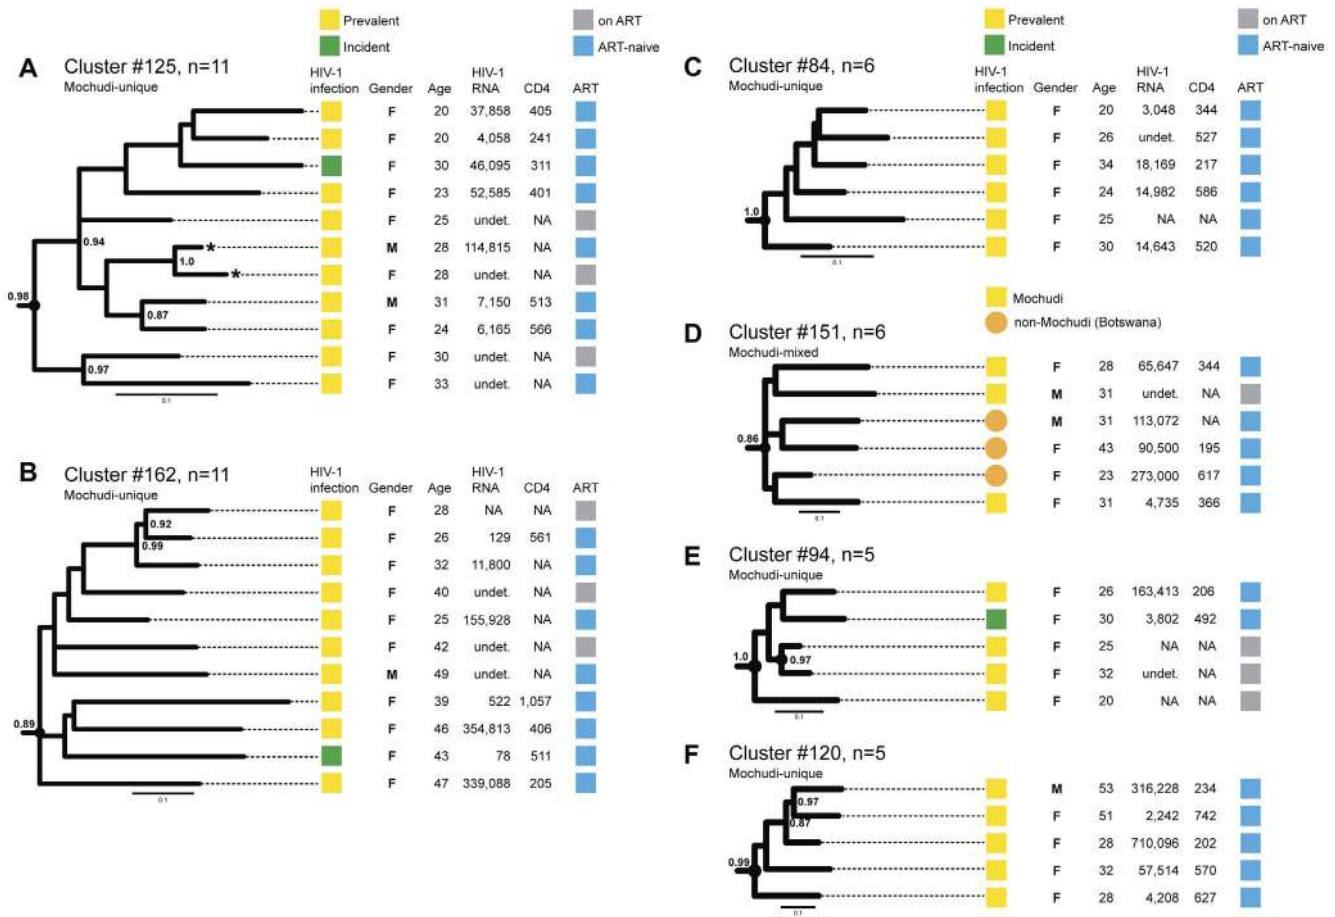 Prevalent
Incident
on ART
ART-naive
A Cluster #125, n=11
Mochudi-unique
HIV-1 infection Gender Age HIV-1 RNA CD4 ART
F 20 37,858 405
F 20 4,058 241
F 30 46,095 311
F 23 52,585 401
F 25 undet. NA
0.94
M 28 114,815 NA
*
1.0
F 28 undet. NA
*
0.98
M 31 7,150 513
0.87
F 24 6,165 566
F 30 undet. NA
0.97
F 33 undet. NA
0.1
B Cluster #162, n=11
Mochudi-unique
HIV-1 infection Gender Age HIV-1 RNA CD4 ART
F 28 NA NA
0.92
F 26 129 561
0.99
F 32 11,800 NA
F 40 undet. NA
F 25 155,928 NA
F 42 undet. NA
M 49 undet. NA
F 39 522 1,057
0.89
F 46 354,813 406
F 43 78 511
F 47 339,088 205
0.1
Prevalent
Incident
on ART
ART-naive
C Cluster #84, n=6
Mochudi-unique
HIV-1 infection Gender Age HIV-1 RNA CD4 ART
F 20 3,048 344
F 26 undet. 527
F 34 18,169 217
F 24 14,982 586
1.0
F 25 NA NA
F 30 14,643 520
0.1
Mochudi
non-Mochudi (Botswana)
D Cluster #151, n=6
Mochudi-mixed
F 28 65,647 344
M 31 undet. NA
M 31 113,072 NA
0.86
F 43 90,500 195
F 23 273,000 617
F 31 4,735 366
0.1
E Cluster #94, n=5
Mochudi-unique
F 26 163,413 206
F 30 3,802 492
F 25 NA NA
1.0
0.97
F 32 undet. NA
F 20 NA NA
0.1
F Cluster #120, n=5
Mochudi-unique
M 53 316,228 234
0.97
F 51 2,242 742
0.87
F 28 710,096 202
0.99
F 32 57,514 570
F 28 4,208 627
0.1